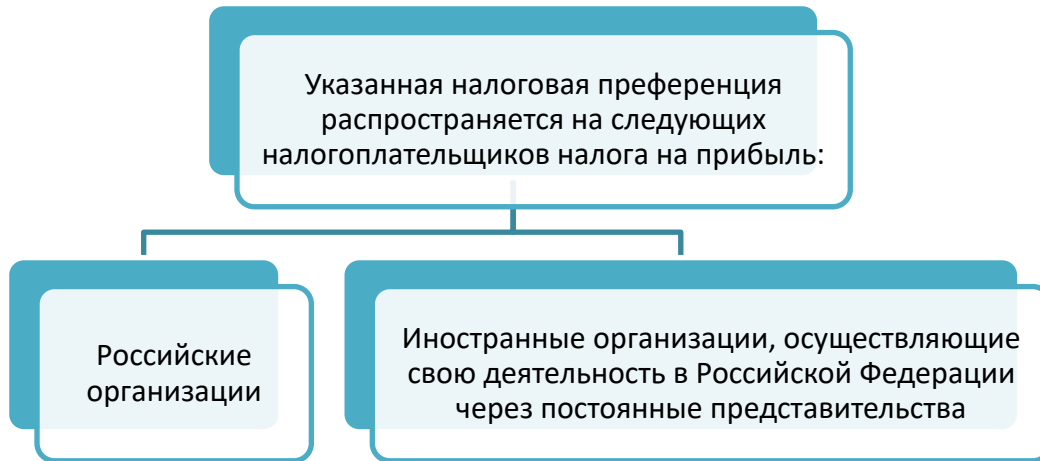 Указанная налоговая преференция
распространяется на следующих
налогоплательщиков налога на прибыль:
Российские
организации
Иностранные организации, осуществляющие
свою деятельность в Российской Федерации
через постоянные представительства